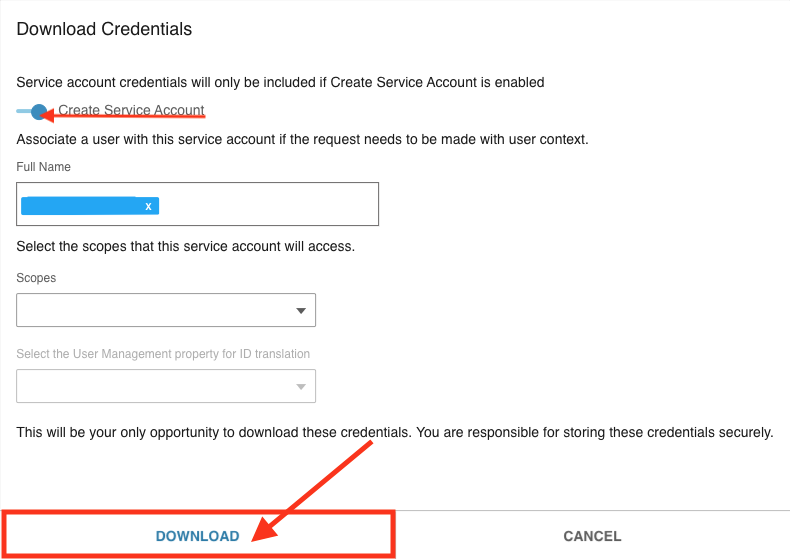 Download Credentials
Service account credentials will only be included if Create Service Account is enabled
Create Service Account
Associate a user with this service account if the request needs to be made with user context.
Full Name
x
Select the scopes that this service account will access.
Scopes
Select the User Management property for ID translation
This will be your only opportunity to download these credentials. You are responsible for storing these credentials securely.
DOWNLOAD CANCEL